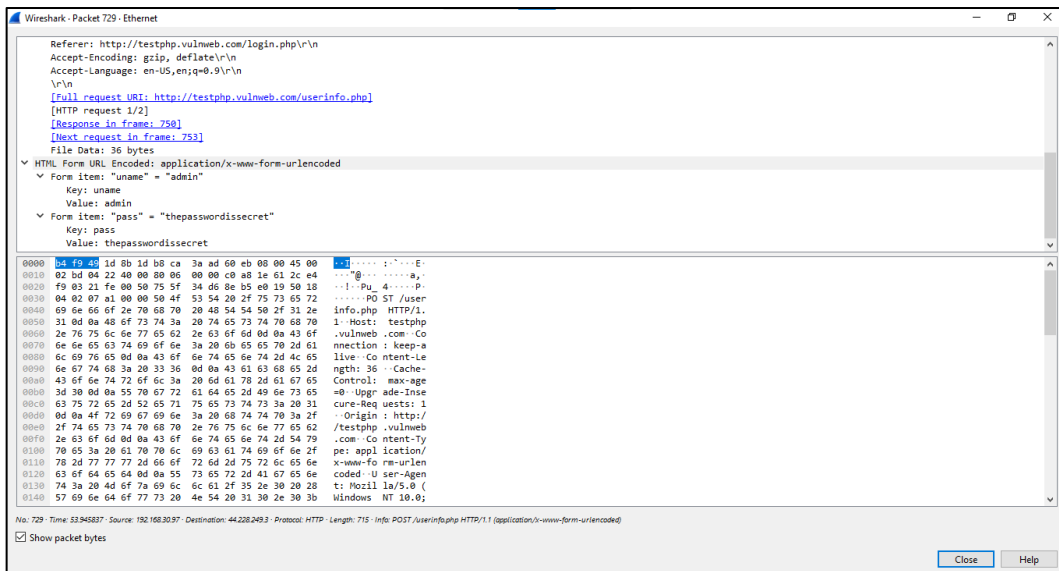 Wireshark · Packet 729 · Ethernet
Referer: http://testphp.vulnweb.com/login.php\r\n
Accept-Encoding: gzip, deflate\r\n
Accept-Language: en-US,en;q=0.9\r\n
\r\n
[Full request URI: http://testphp.vulnweb.com/userinfo.php]
[HTTP request 1/2]
[Response in frame: 750]
[Next request in frame: 753]
File Data: 36 bytes
HTML Form URL Encoded: application/x-www-form-urlencoded
Form item: "uname" = "admin"
Key: uname
Value: admin
Form item: "pass" = "thepasswordissecret"
Key: pass
Value: thepasswordissecret
0000 b4 f9 49 1d 8b 1d b8 ca 3a ad 60 eb 08 00 45 00 ··I·····:·`···E·
0010 02 bd 04 22 40 00 80 06 00 00 c0 a8 1e 61 2c e4 ···"@········a,·
0020 f9 03 21 fe 00 50 75 5f 34 d6 8e b5 e0 19 50 18 ··!··Pu_4·····P·
0030 04 02 07 a1 00 00 50 4f 53 54 20 2f 75 73 65 72 ······PO ST /user
0040 69 6e 66 6f 2e 70 68 70 20 48 54 54 50 2f 31 2e info.php HTTP/1.
0050 31 0d 0a 48 6f 73 74 3a 20 74 65 73 74 70 68 70 1··Host: testphp
0060 2e 76 75 6c 6e 77 65 62 2e 63 6f 6d 0d 0a 43 6f .vulnweb .com··Co
0070 6e 6e 65 63 74 69 6f 6e 3a 20 6b 65 65 70 2d 61 nnection : keep-a
0080 6c 69 76 65 0d 0a 43 6f 6e 74 65 6e 74 2d 4c 65 live··Co ntent-Le
0090 6e 67 74 68 3a 20 33 36 0d 0a 43 61 63 68 65 2d ngth: 36 ··Cache-
00a0 43 6f 6e 74 72 6f 6c 3a 20 6d 61 78 2d 61 67 65 Control: max-age
00b0 3d 30 0d 0a 55 70 67 72 61 64 65 2d 49 6e 73 65 =0··Upgr ade-Inse
00c0 63 75 72 65 2d 52 65 71 75 65 73 74 73 3a 20 31 cure-Req uests: 1
00d0 0d 0a 4f 72 69 67 69 6e 3a 20 68 74 74 70 3a 2f ··Origin : http:/
00e0 2f 74 65 73 74 70 68 70 2e 76 75 6c 6e 77 65 62 /testphp .vulnweb
00f0 2e 63 6f 6d 0d 0a 43 6f 6e 74 65 6e 74 2d 54 79 .com··Co ntent-Ty
0100 70 65 3a 20 61 70 70 6c 69 63 61 74 69 6f 6e 2f pe: appl ication/
0110 78 2d 77 77 77 2d 66 6f 72 6d 2d 75 72 6c 65 6e x-www-fo rm-urlen
0120 63 6f 64 65 64 0d 0a 55 73 65 72 2d 41 67 65 6e coded··U ser-Agen
0130 74 3a 20 4d 6f 7a 69 6c 6c 61 2f 35 2e 30 20 28 t: Mozil la/5.0 (
0140 57 69 6e 64 6f 77 73 20 4e 54 20 31 30 2e 30 3b Windows NT 10.0;
No.: 729 · Time: 53.945837 · Source: 192.168.30.97 · Destination: 44.228.249.3 · Protocol: HTTP · Length: 715 · Info: POST /userinfo.php HTTP/1.1 (application/x-www-form-urlencoded)
Show packet bytes
Close Help